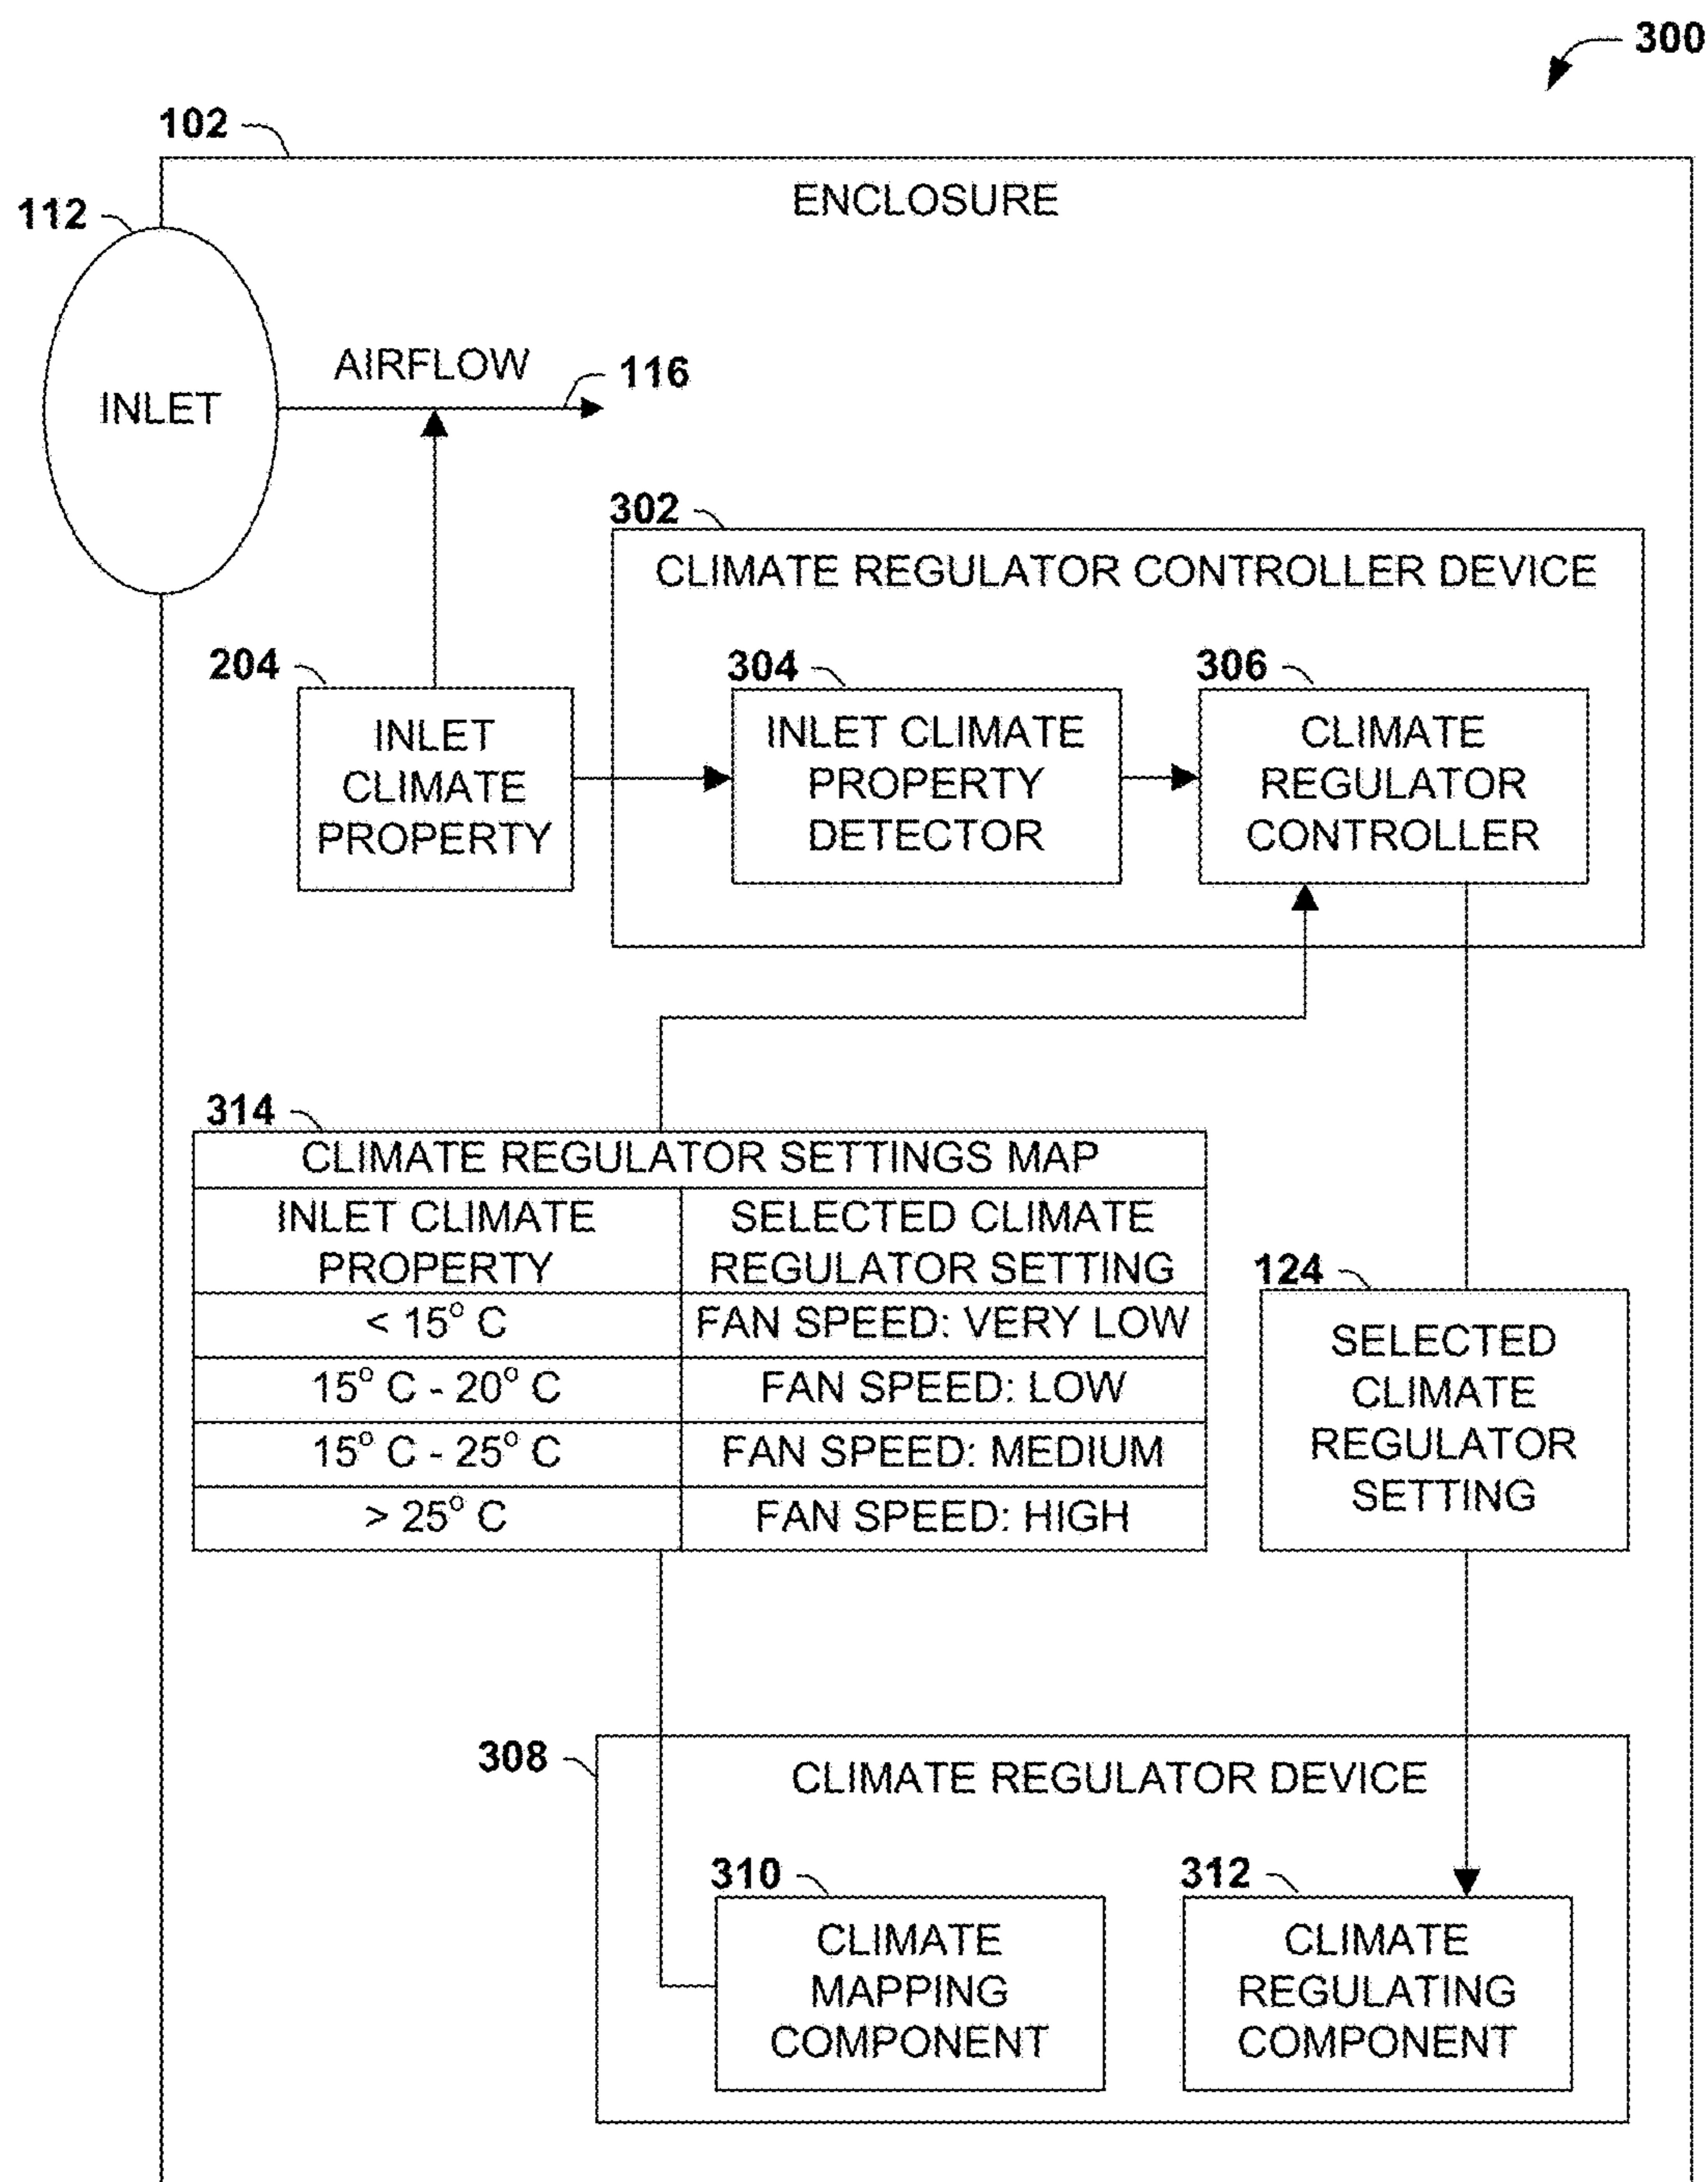 300
102
ENCLOSURE
112
INLET
AIRFLOW
116
302
CLIMATE REGULATOR CONTROLLER DEVICE
204
INLET
CLIMATE
PROPERTY
304
INLET CLIMATE
PROPERTY
DETECTOR
306
CLIMATE
REGULATOR
CONTROLLER
314
CLIMATE REGULATOR SETTINGS MAP
INLET CLIMATE
PROPERTY
SELECTED CLIMATE
REGULATOR SETTING
< 15° C
FAN SPEED: VERY LOW
15° C - 20° C
FAN SPEED: LOW
15° C - 25° C
FAN SPEED: MEDIUM
> 25° C
FAN SPEED: HIGH
124
SELECTED
CLIMATE
REGULATOR
SETTING
308
CLIMATE REGULATOR DEVICE
310
CLIMATE
MAPPING
COMPONENT
312
CLIMATE
REGULATING
COMPONENT